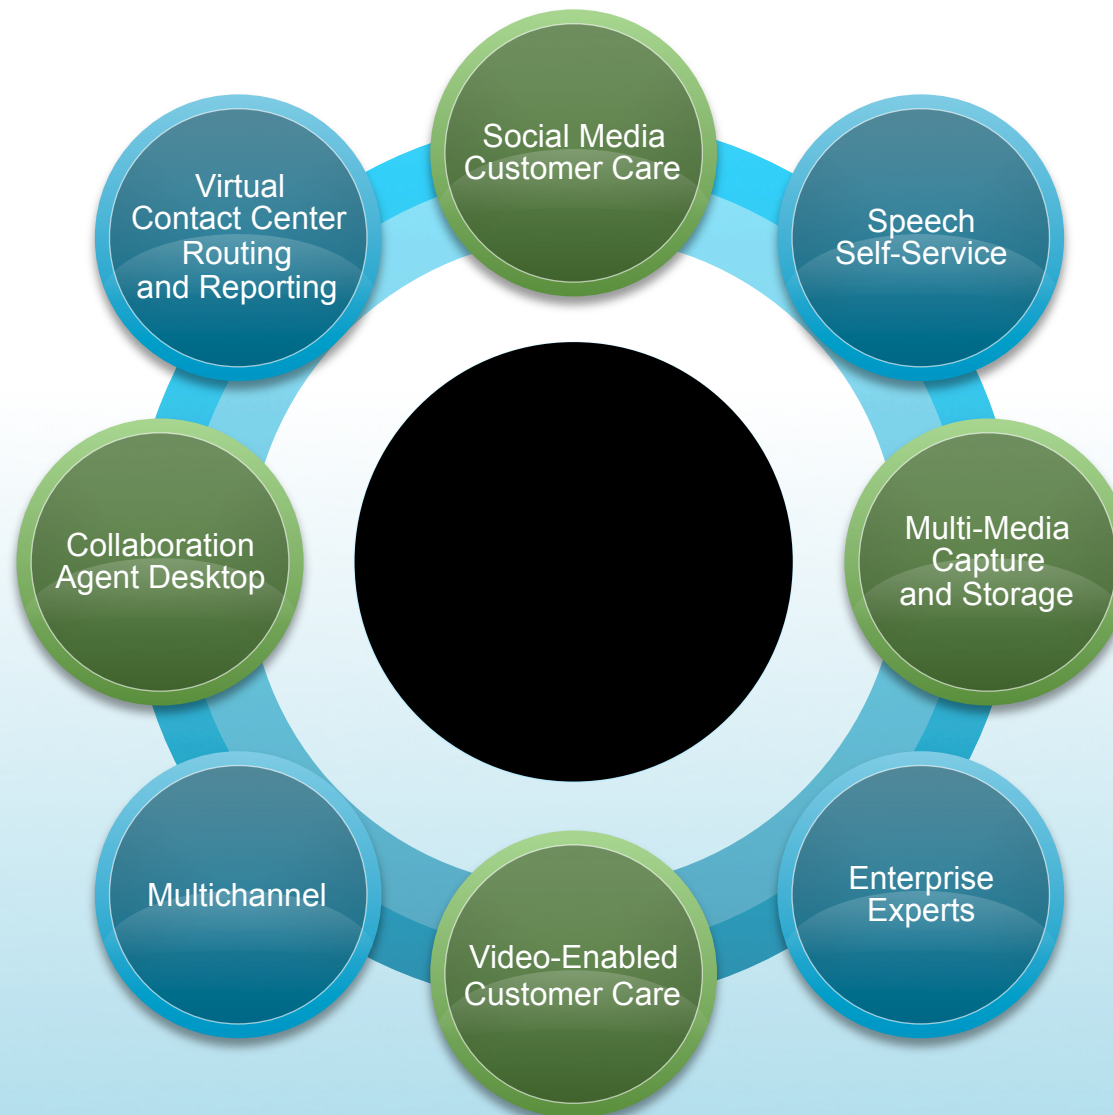 Social Media
Customer Care
Virtual
Contact Center
Routing
and Reporting
Speech
Self-Service
Collaboration
Agent Desktop
Multi-Media
Capture
and Storage
Multichannel
Enterprise
Experts
Video-Enabled
Customer Care